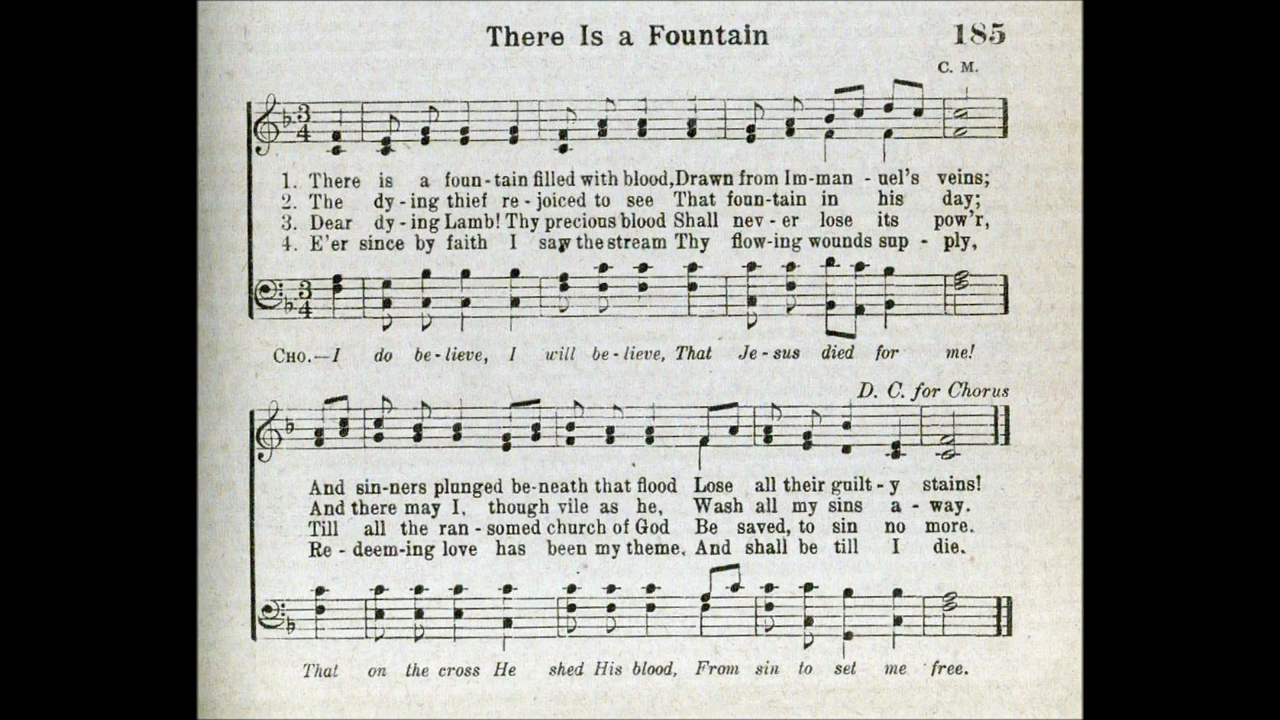 There Is a Fountain 185
C. M.
1. There is a foun-tain filled with blood, Drawn from Im-man - uel's veins;
2. The dy-ing thief re-joiced to see That foun-tain in his day;
3. Dear dy-ing Lamb! Thy precious blood Shall nev-er lose its pow'r,
4. E'er since by faith I saw the stream Thy flow-ing wounds sup - ply,
CHO.—I do be-lieve, I will be-lieve, That Je-sus died for me!
D. C. for Chorus
And sin-ners plunged be-neath that flood Lose all their guilt-y stains!
And there may I, though vile as he, Wash all my sins a-way.
Till all the ran-somed church of God Be saved, to sin no more.
Re-deem-ing love has been my theme, And shall be till I die.
That on the cross He shed His blood, From sin to set me free.